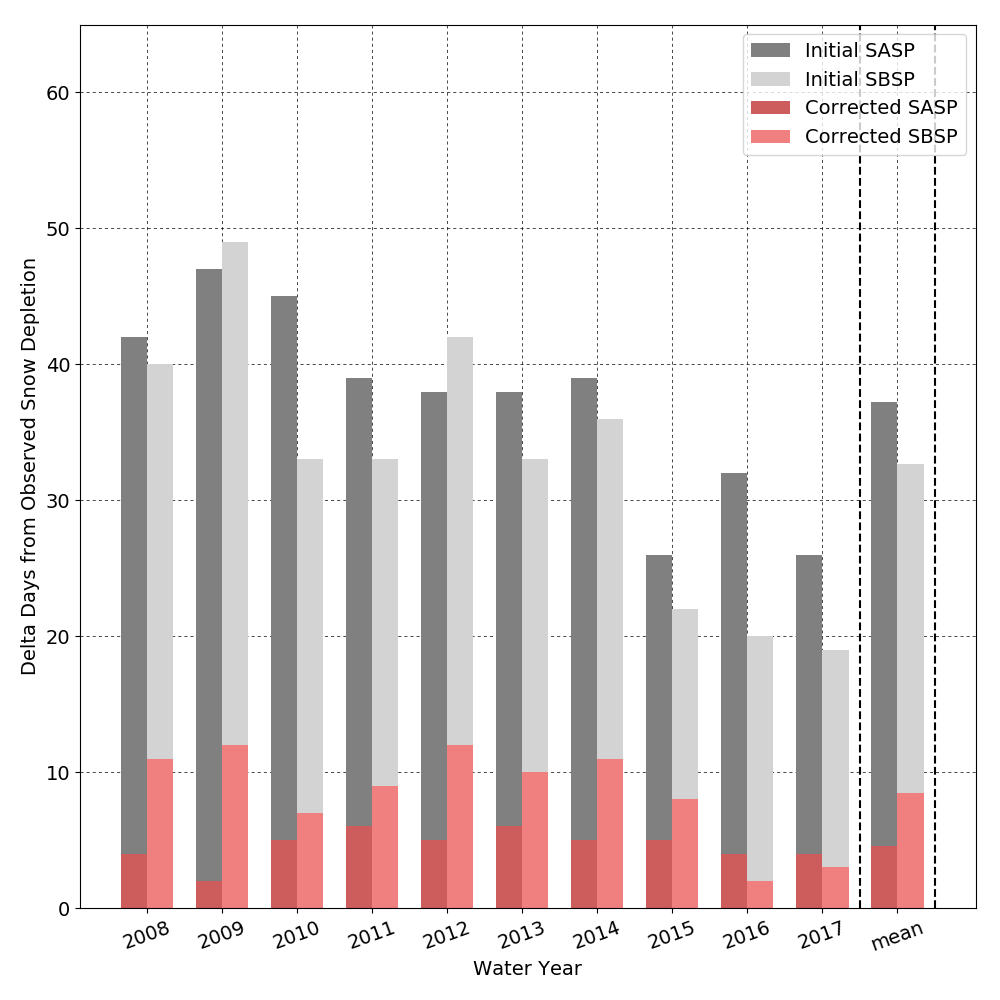 Initial SASP
Initial SBSP
Corrected SASP
Corrected SBSP
Delta Days from Observed Snow Depletion
60
50
40
30
20
10
0
2008 2009 2010 2011 2012 2013 2014 2015 2016 2017 mean
Water Year